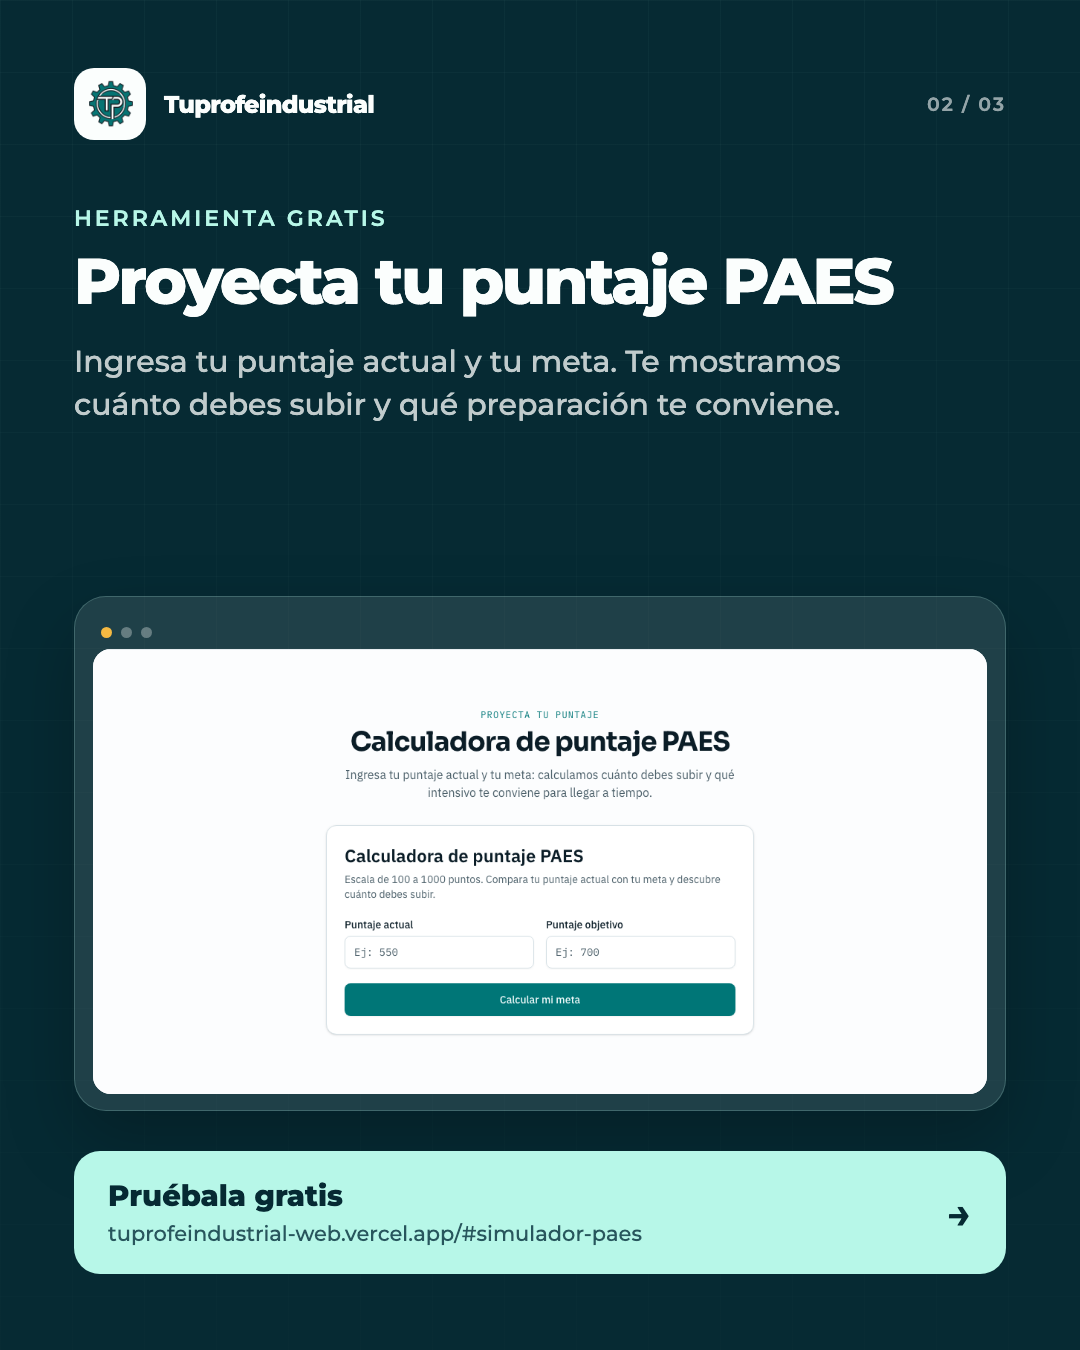 TP
Tuprofeindustrial
02 / 03
HERRAMIENTA GRATIS
Proyecta tu puntaje PAES
Ingresa tu puntaje actual y tu meta. Te mostramos
cuánto debes subir y qué preparación te conviene.
PROYECTA TU PUNTAJE
Calculadora de puntaje PAES
Ingresa tu puntaje actual y tu meta: calculamos cuánto debes subir y qué
intensivo te conviene para llegar a tiempo.
Calculadora de puntaje PAES
Escala de 100 a 1000 puntos. Compara tu puntaje actual con tu meta y descubre
cuánto debes subir.
Puntaje actual
Puntaje objetivo
Ej: 550
Ej: 700
Calcular mi meta
Pruébala gratis
tuprofeindustrial-web.vercel.app/#simulador-paes